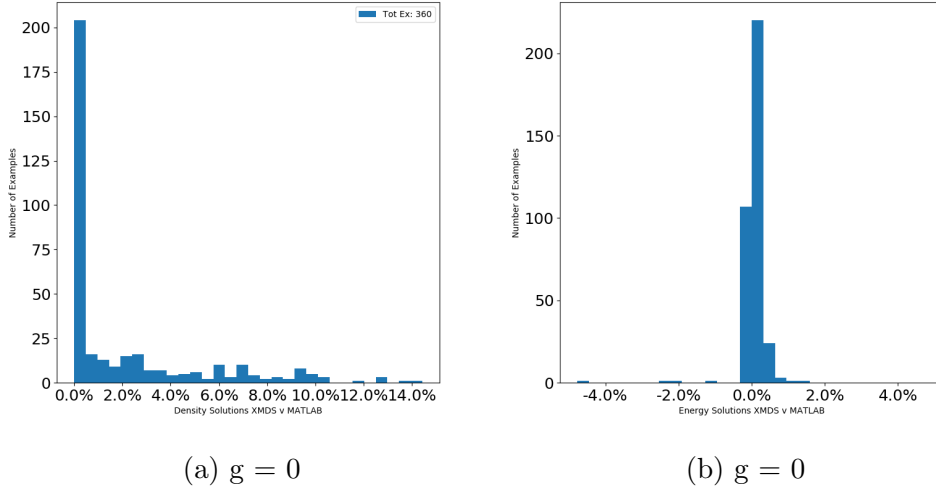 Tot Ex: 360
200
175
150
125
100
75
50
25
0
Number of Examples
0.0% 2.0% 4.0% 6.0% 8.0% 10.0% 12.0% 14.0%
Density Solutions XMDS v MATLAB
(a) g = 0
200
150
100
50
0
Number of Examples
-4.0% -2.0% 0.0% 2.0% 4.0%
Energy Solutions XMDS v MATLAB
(b) g = 0